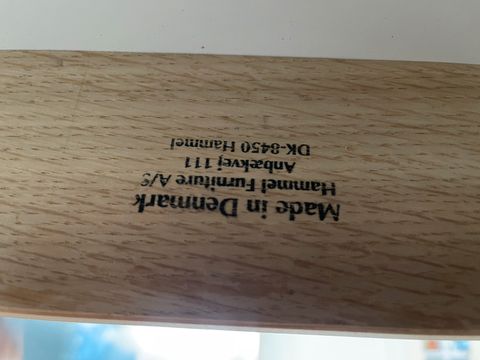 Made in Denmark
Hammel Furniture A/S
Anbækvej 111
DK-8450 Hammel